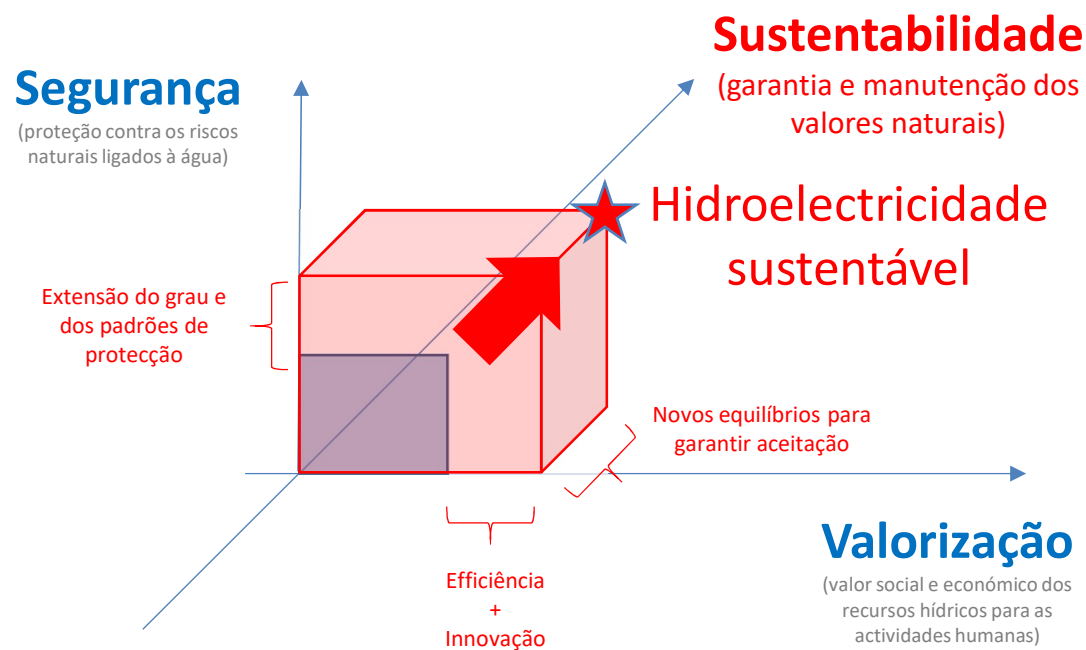 Sustentabilidade
(garantia e manutenção dos
valores naturais)
Segurança
(proteção contra os riscos
naturais ligados à água)
Hidroelectricidade
sustentável
Extensão do grau e
dos padrões de
protecção
Novos equilíbrios para
garantir aceitação
Valorização
(valor social e económico dos
recursos hídricos para as
actividades humanas)
Efficiência
+
Innovação